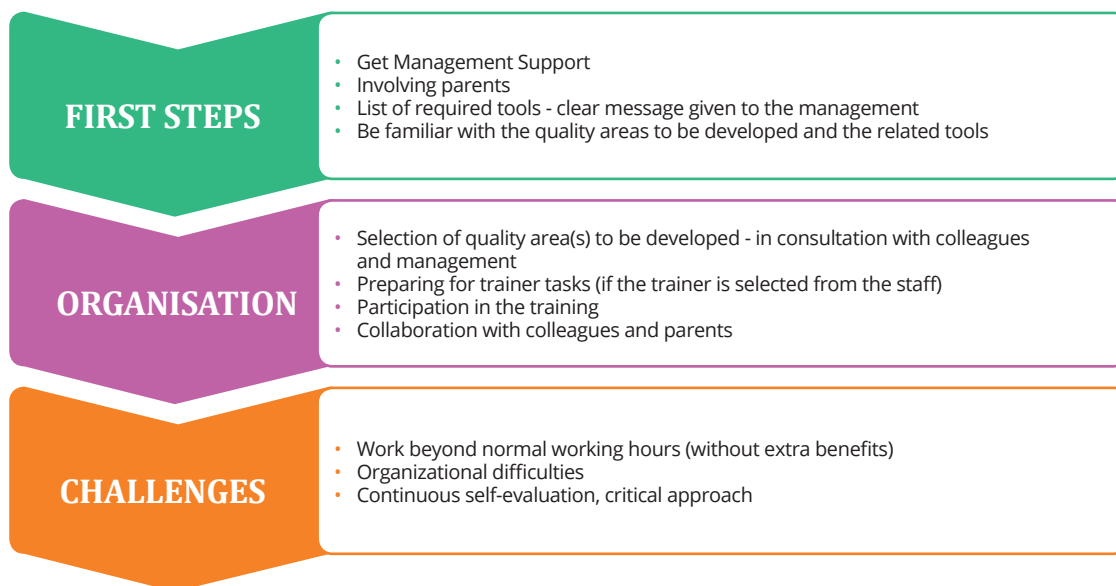 FIRST STEPS
• Get Management Support
• Involving parents
• List of required tools - clear message given to the management
• Be familiar with the quality areas to be developed and the related tools
ORGANISATION
• Selection of quality area(s) to be developed - in consultation with colleagues
and management
• Preparing for trainer tasks (if the trainer is selected from the staff)
• Participation in the training
• Collaboration with colleagues and parents
CHALLENGES
• Work beyond normal working hours (without extra benefits)
• Organizational difficulties
• Continuous self-evaluation, critical approach